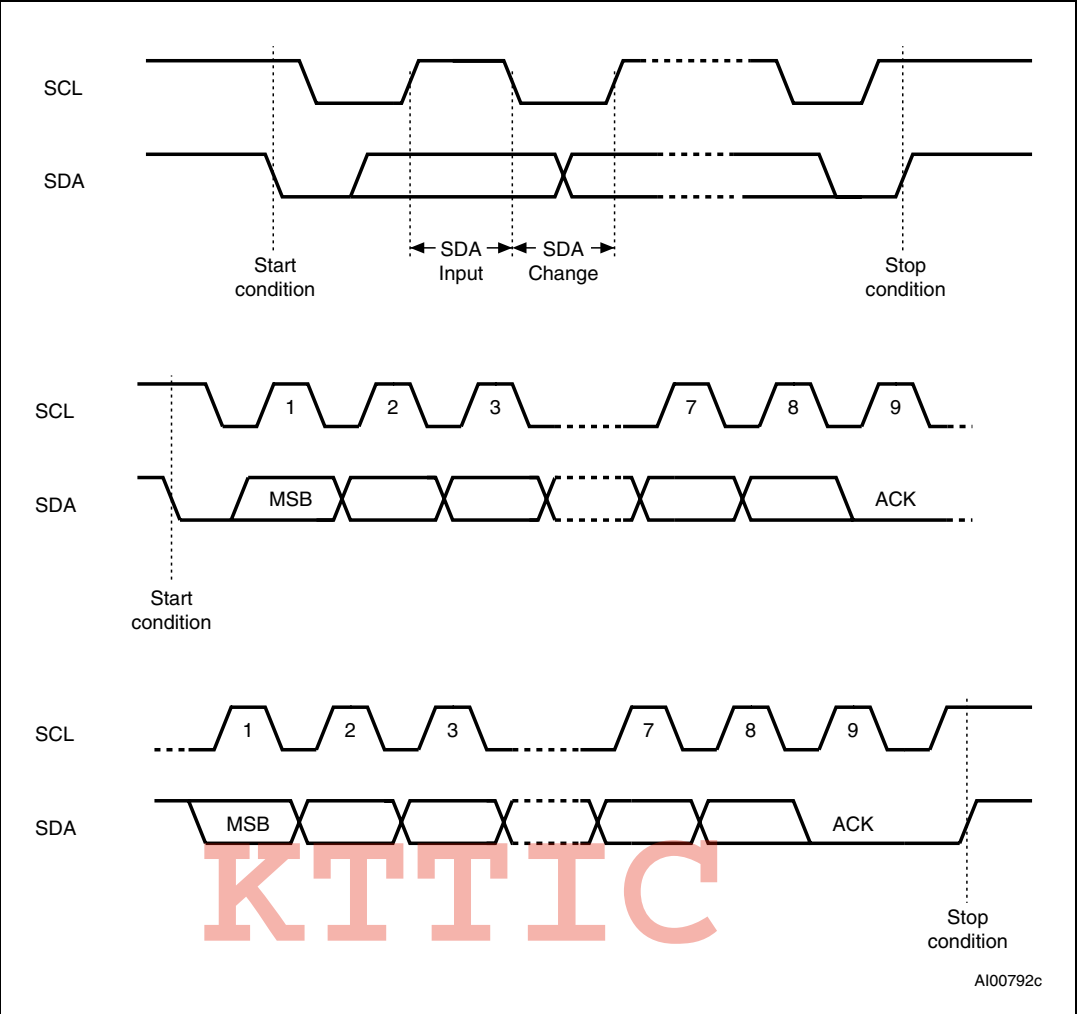 SCL
SDA
SDA
Input
SDA
Change
Start
condition
Stop
condition
SCL
1
2
3
7
8
9
SDA
MSB
ACK
Start
condition
SCL
1
2
3
7
8
9
SDA
MSB
ACK
KTTIC
Stop
condition
AI00792c